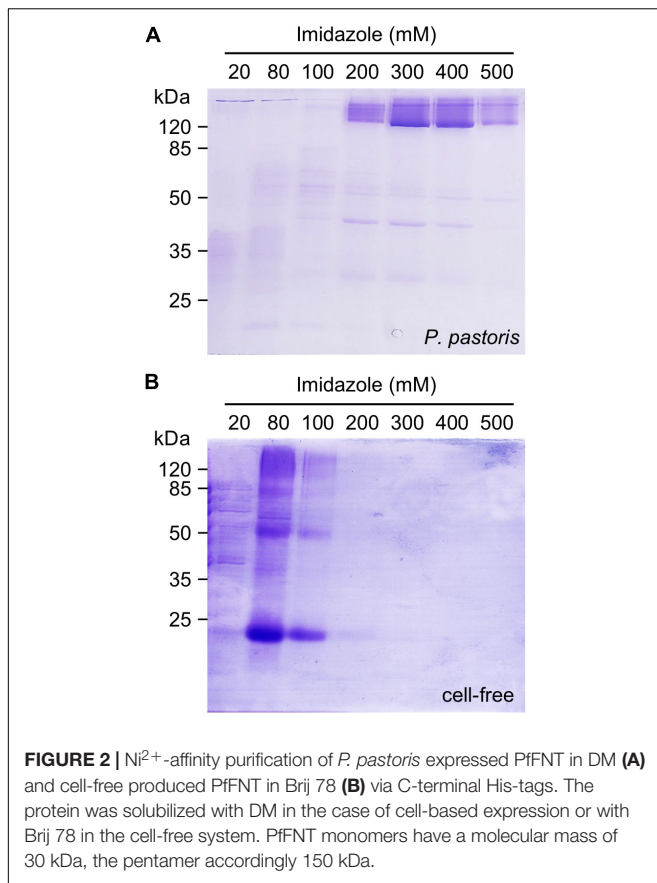 A
Imidazole (mM)
20 80 100 200 300 400 500
kDa
120
85
50
35
25
P. pastoris
B
Imidazole (mM)
20 80 100 200 300 400 500
kDa
120
85
50
35
25
cell-free
FIGURE 2 | Ni2+-affinity purification of P. pastoris expressed PfFNT in DM (A)
and cell-free produced PfFNT in Brij 78 (B) via C-terminal His-tags. The
protein was solubilized with DM in the case of cell-based expression or with
Brij 78 in the cell-free system. PfFNT monomers have a molecular mass of
30 kDa, the pentamer accordingly 150 kDa.